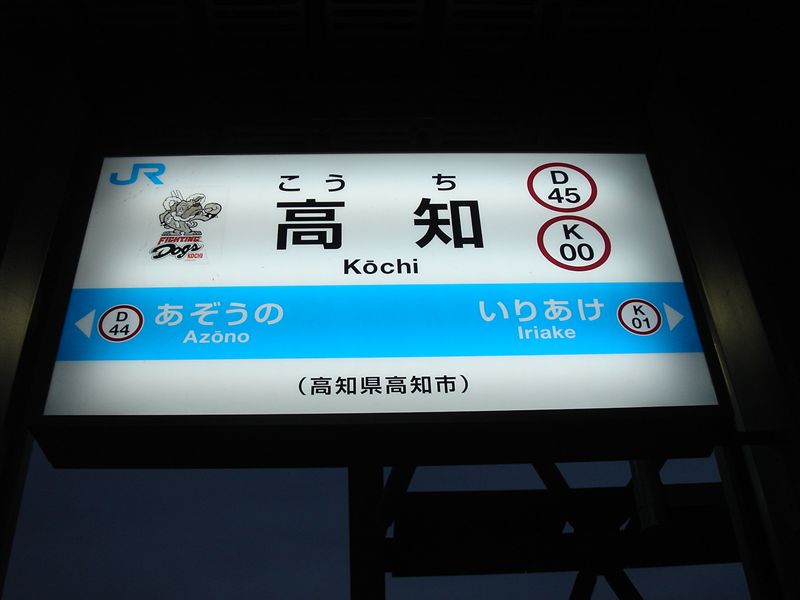 JR
こうち
高知
Kōchi
D
45
K
00
FIGHTING
Dogs
KOCHI
D
44
あぞうの
Azōno
いりあけ
Iriake
K
01
（高知県高知市）